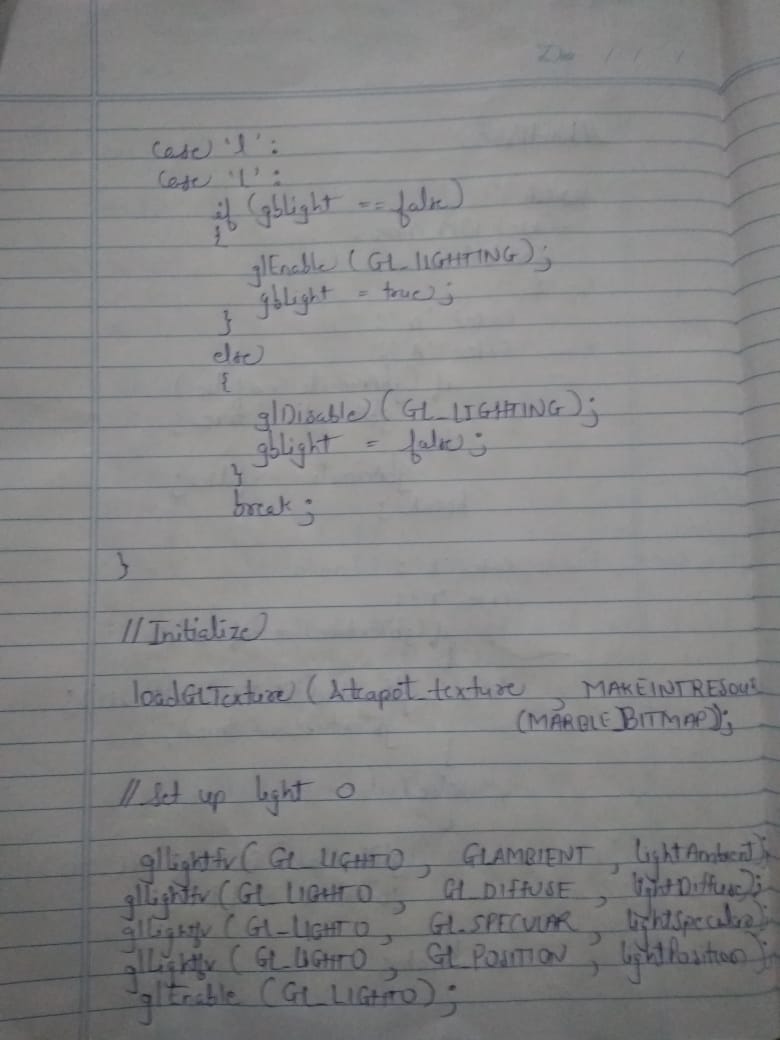 Case 'l':
Case 'L':
if (gbLight == false)
{
glEnable (GL_LIGHTING);
gbLight = true;
}
else
{
glDisable (GL_LIGHTING);
gbLight = false;
}
break;
}
// Initialize
loadGLTexture (&teapot_texture, MAKEINTRESOU
(MARBLE_BITMAP));
// Set up light 0
glLightfv (GL_LIGHT0, GL_AMBIENT, lightAmbient);
glLightfv (GL_LIGHT0, GL_DIFFUSE, lightDiffuse);
glLightfv (GL_LIGHT0, GL_SPECULAR, lightSpecular);
glLightfv (GL_LIGHT0, GL_POSITION, lightPosition);
glEnable (GL_LIGHT0);